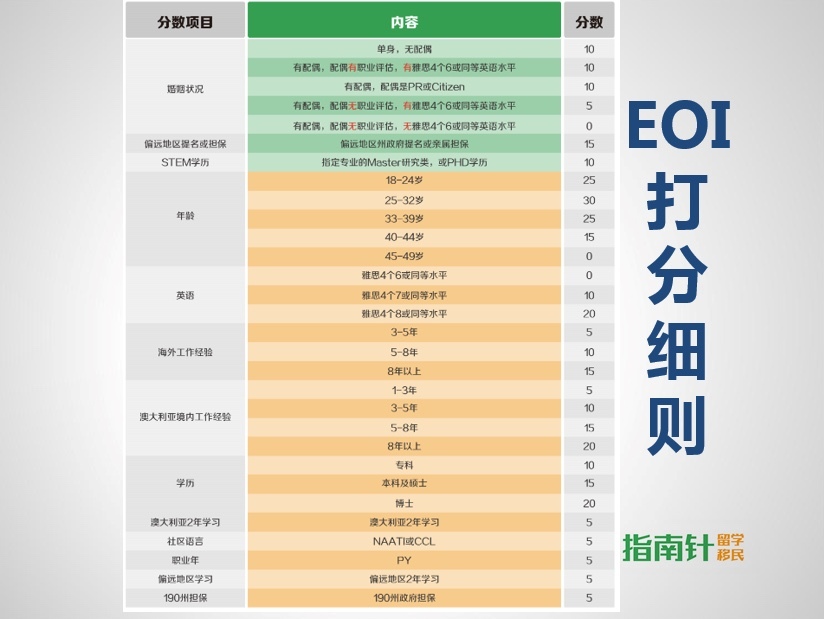 分数项目 内容 分数
单身，无配偶 10
有配偶，配偶有职业评估，有雅思4个6或同等英语水平 10
婚姻状况 有配偶，配偶是PR或Citizen 10
有配偶，配偶无职业评估，有雅思4个6或同等英语水平 5
有配偶，配偶无职业评估，无雅思4个6或同等英语水平 0
偏远地区提名或担保 偏远地区州政府提名或亲属担保 15
STEM学历 指定专业的Master研究类，或PHD学历 10
18-24岁 25
25-32岁 30
年龄 33-39岁 25
40-44岁 15
45-49岁 0
雅思4个6或同等水平 0
英语 雅思4个7或同等水平 10
雅思4个8或同等水平 20
3-5年 5
海外工作经验 5-8年 10
8年以上 15
1-3年 5
3-5年 10
澳大利亚境内工作经验 5-8年 15
8年以上 20
专科 10
学历 本科及硕士 15
博士 20
澳大利亚2年学习 澳大利亚2年学习 5
社区语言 NAATI或CCL 5
职业年 PY 5
偏远地区学习 偏远地区2年学习 5
190州担保 190州政府担保 5
EOI
打
分
细
则
指南针 留学
移民